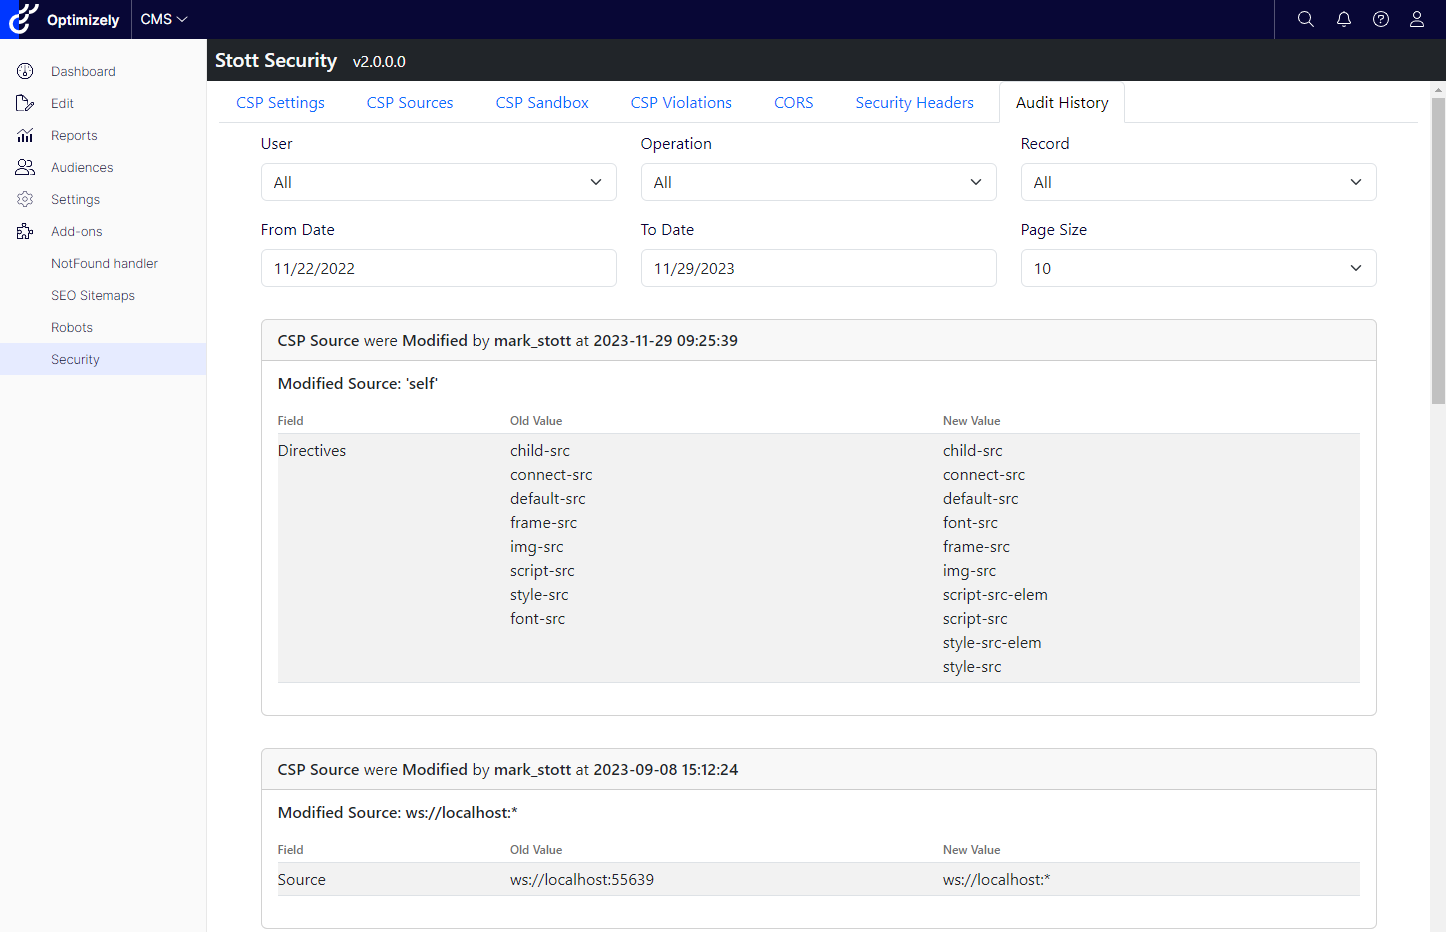 Optimizely CMS
Dashboard
Edit
Reports
Audiences
Settings
Add-ons
NotFound handler
SEO Sitemaps
Robots
Security
Stott Security v2.0.0.0
CSP Settings CSP Sources CSP Sandbox CSP Violations CORS Security Headers Audit History
User Operation Record
All All All
From Date To Date Page Size
11/22/2022 11/29/2023 10
CSP Source were Modified by mark_stott at 2023-11-29 09:25:39
Modified Source: 'self'
Field Old Value New Value
Directives child-src child-src
connect-src connect-src
default-src default-src
frame-src font-src
img-src frame-src
script-src img-src
style-src script-src-elem
font-src script-src
style-src-elem
style-src
CSP Source were Modified by mark_stott at 2023-09-08 15:12:24
Modified Source: ws://localhost:*
Field Old Value New Value
Source ws://localhost:55639 ws://localhost:*